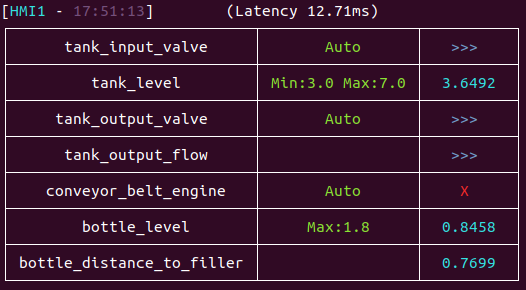 [HMI1 - 17:51:13] (Latency 12.71ms)
tank_input_valve Auto >>>
tank_level Min:3.0 Max:7.0 3.6492
tank_output_valve Auto >>>
tank_output_flow >>>
conveyor_belt_engine Auto X
bottle_level Max:1.8 0.8458
bottle_distance_to_filler 0.7699